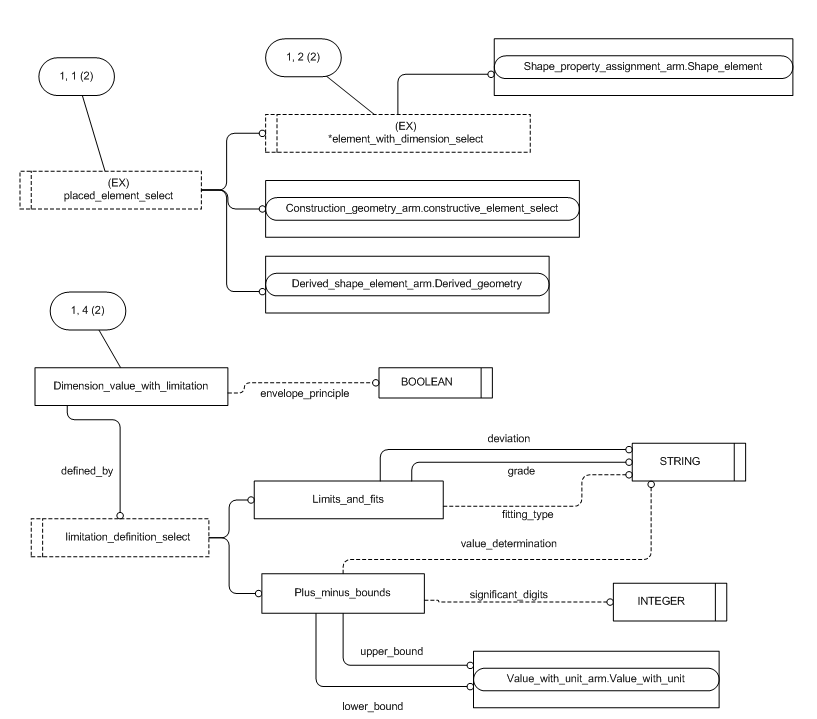 1, 2 (2)
1, 1 (2)
Shape_property_assignment_arm.Shape_element
(EX)
*element_with_dimension_select
(EX)
placed_element_select
Construction_geometry_arm.constructive_element_select
Derived_shape_element_arm.Derived_geometry
1, 4 (2)
Dimension_value_with_limitation
BOOLEAN
envelope_principle
deviation
STRING
defined_by
grade
Limits_and_fits
fitting_type
limitation_definition_select
value_determination
Plus_minus_bounds
significant_digits
INTEGER
upper_bound
Value_with_unit_arm.Value_with_unit
lower_bound